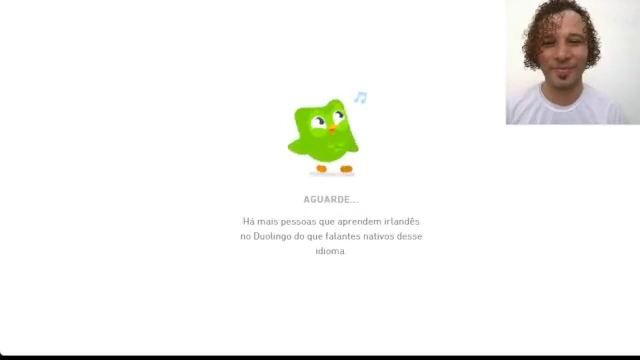 AGUARDE...
Há mais pessoas que aprendem irlandês
no Duolingo do que falantes nativos desse
idioma.